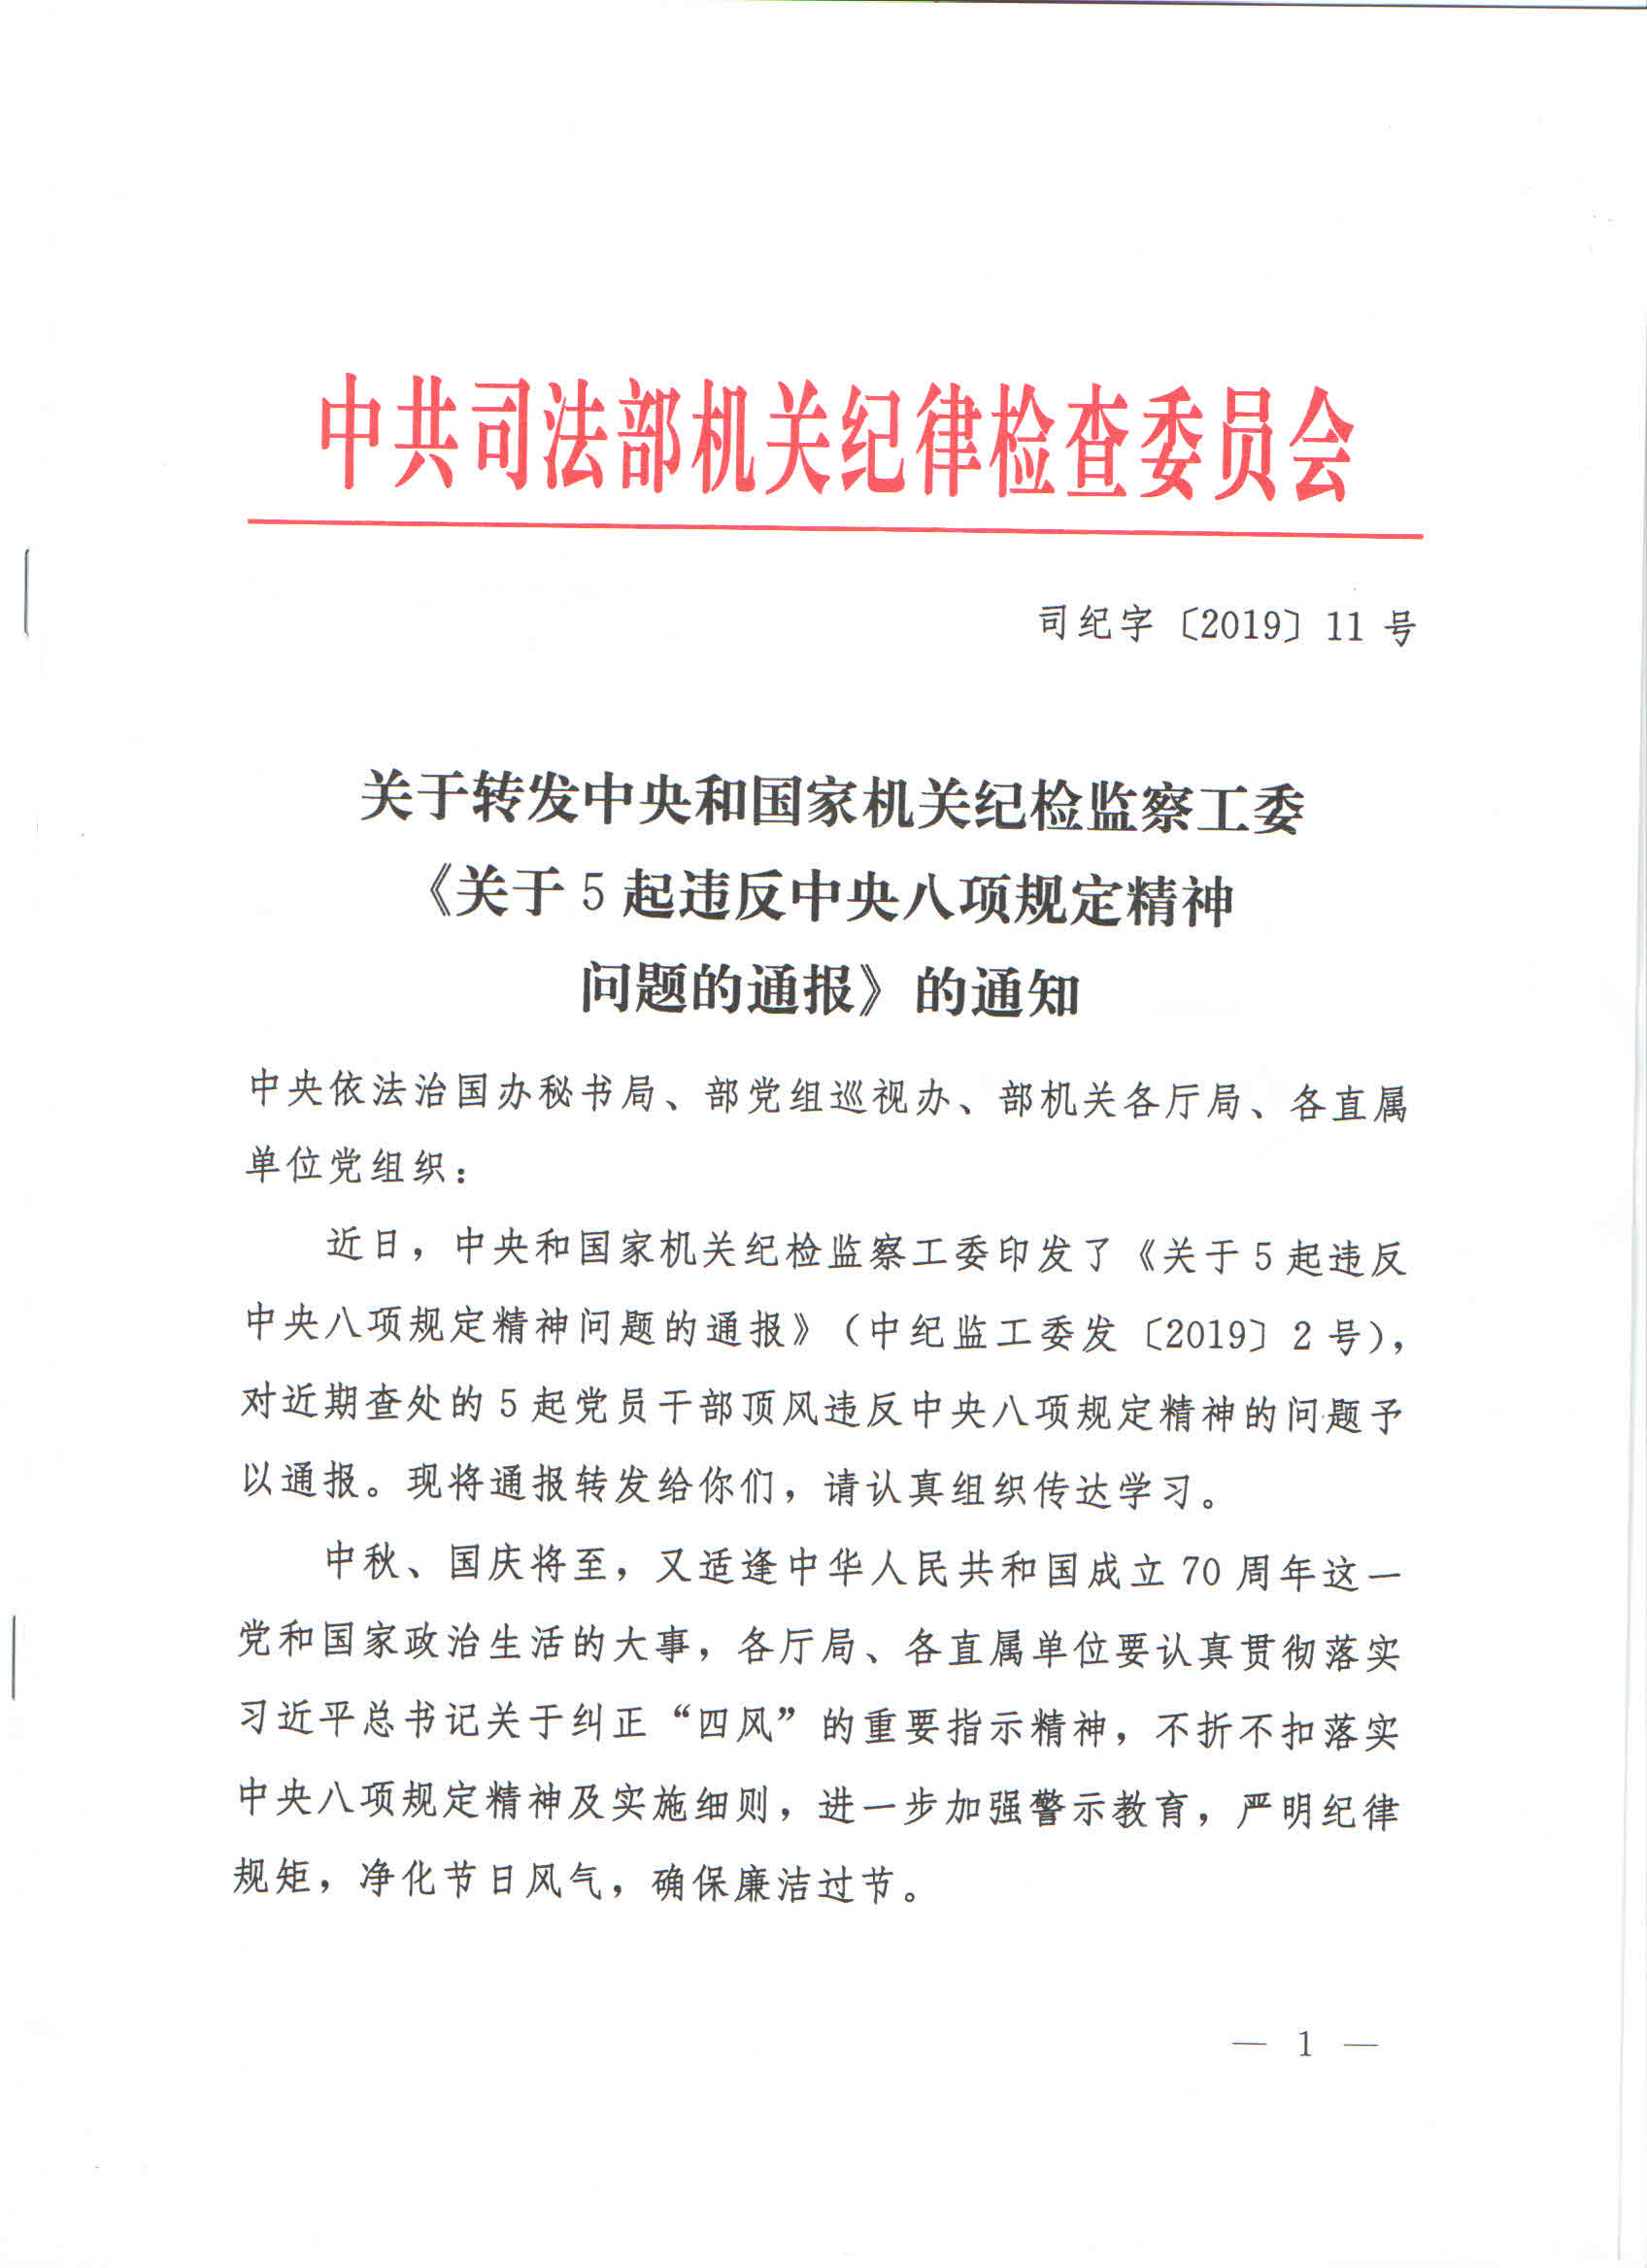 中共司法部机关纪律检查委员会
司纪字〔2019〕11 号
关于转发中央和国家机关纪检监察工委
《关于 5 起违反中央八项规定精神
问题的通报》的通知
中央依法治国办秘书局、部党组巡视办、部机关各厅局、各直属
单位党组织：
近日，中央和国家机关纪检监察工委印发了《关于 5 起违反
中央八项规定精神问题的通报》（中纪监工委发〔2019〕2 号），
对近期查处的 5 起党员干部顶风违反中央八项规定精神的问题予
以通报。现将通报转发给你们，请认真组织传达学习。
中秋、国庆将至，又适逢中华人民共和国成立 70 周年这一
党和国家政治生活的大事，各厅局、各直属单位要认真贯彻落实
习近平总书记关于纠正“四风”的重要指示精神，不折不扣落实
中央八项规定精神及实施细则，进一步加强警示教育，严明纪律
规矩，净化节日风气，确保廉洁过节。
— 1 —